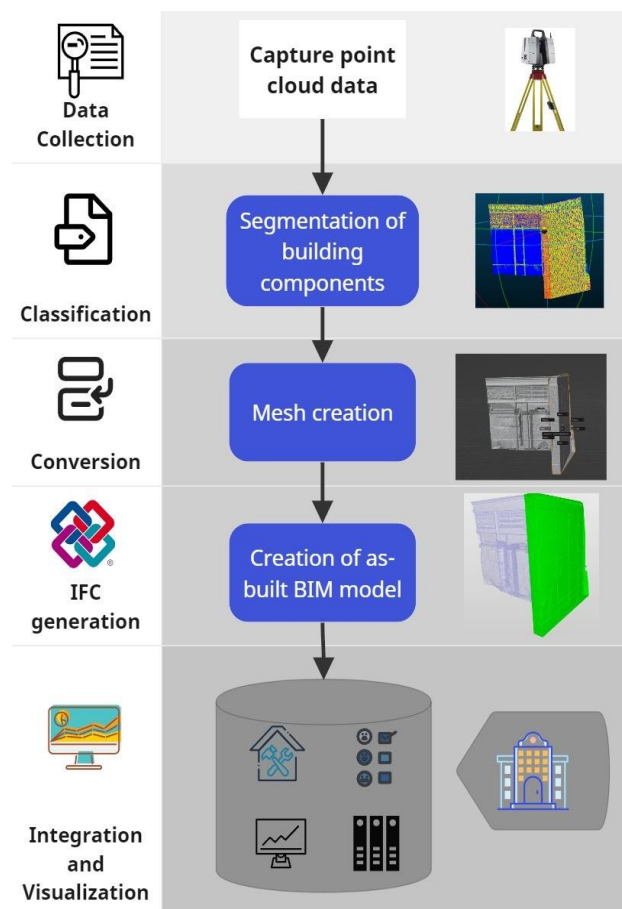 Data
Collection
Capture point
cloud data
Classification
Segmentation of
building
components
Conversion
Mesh creation
®
IFC
generation
Creation of as-
built BIM model
Integration
and
Visualization